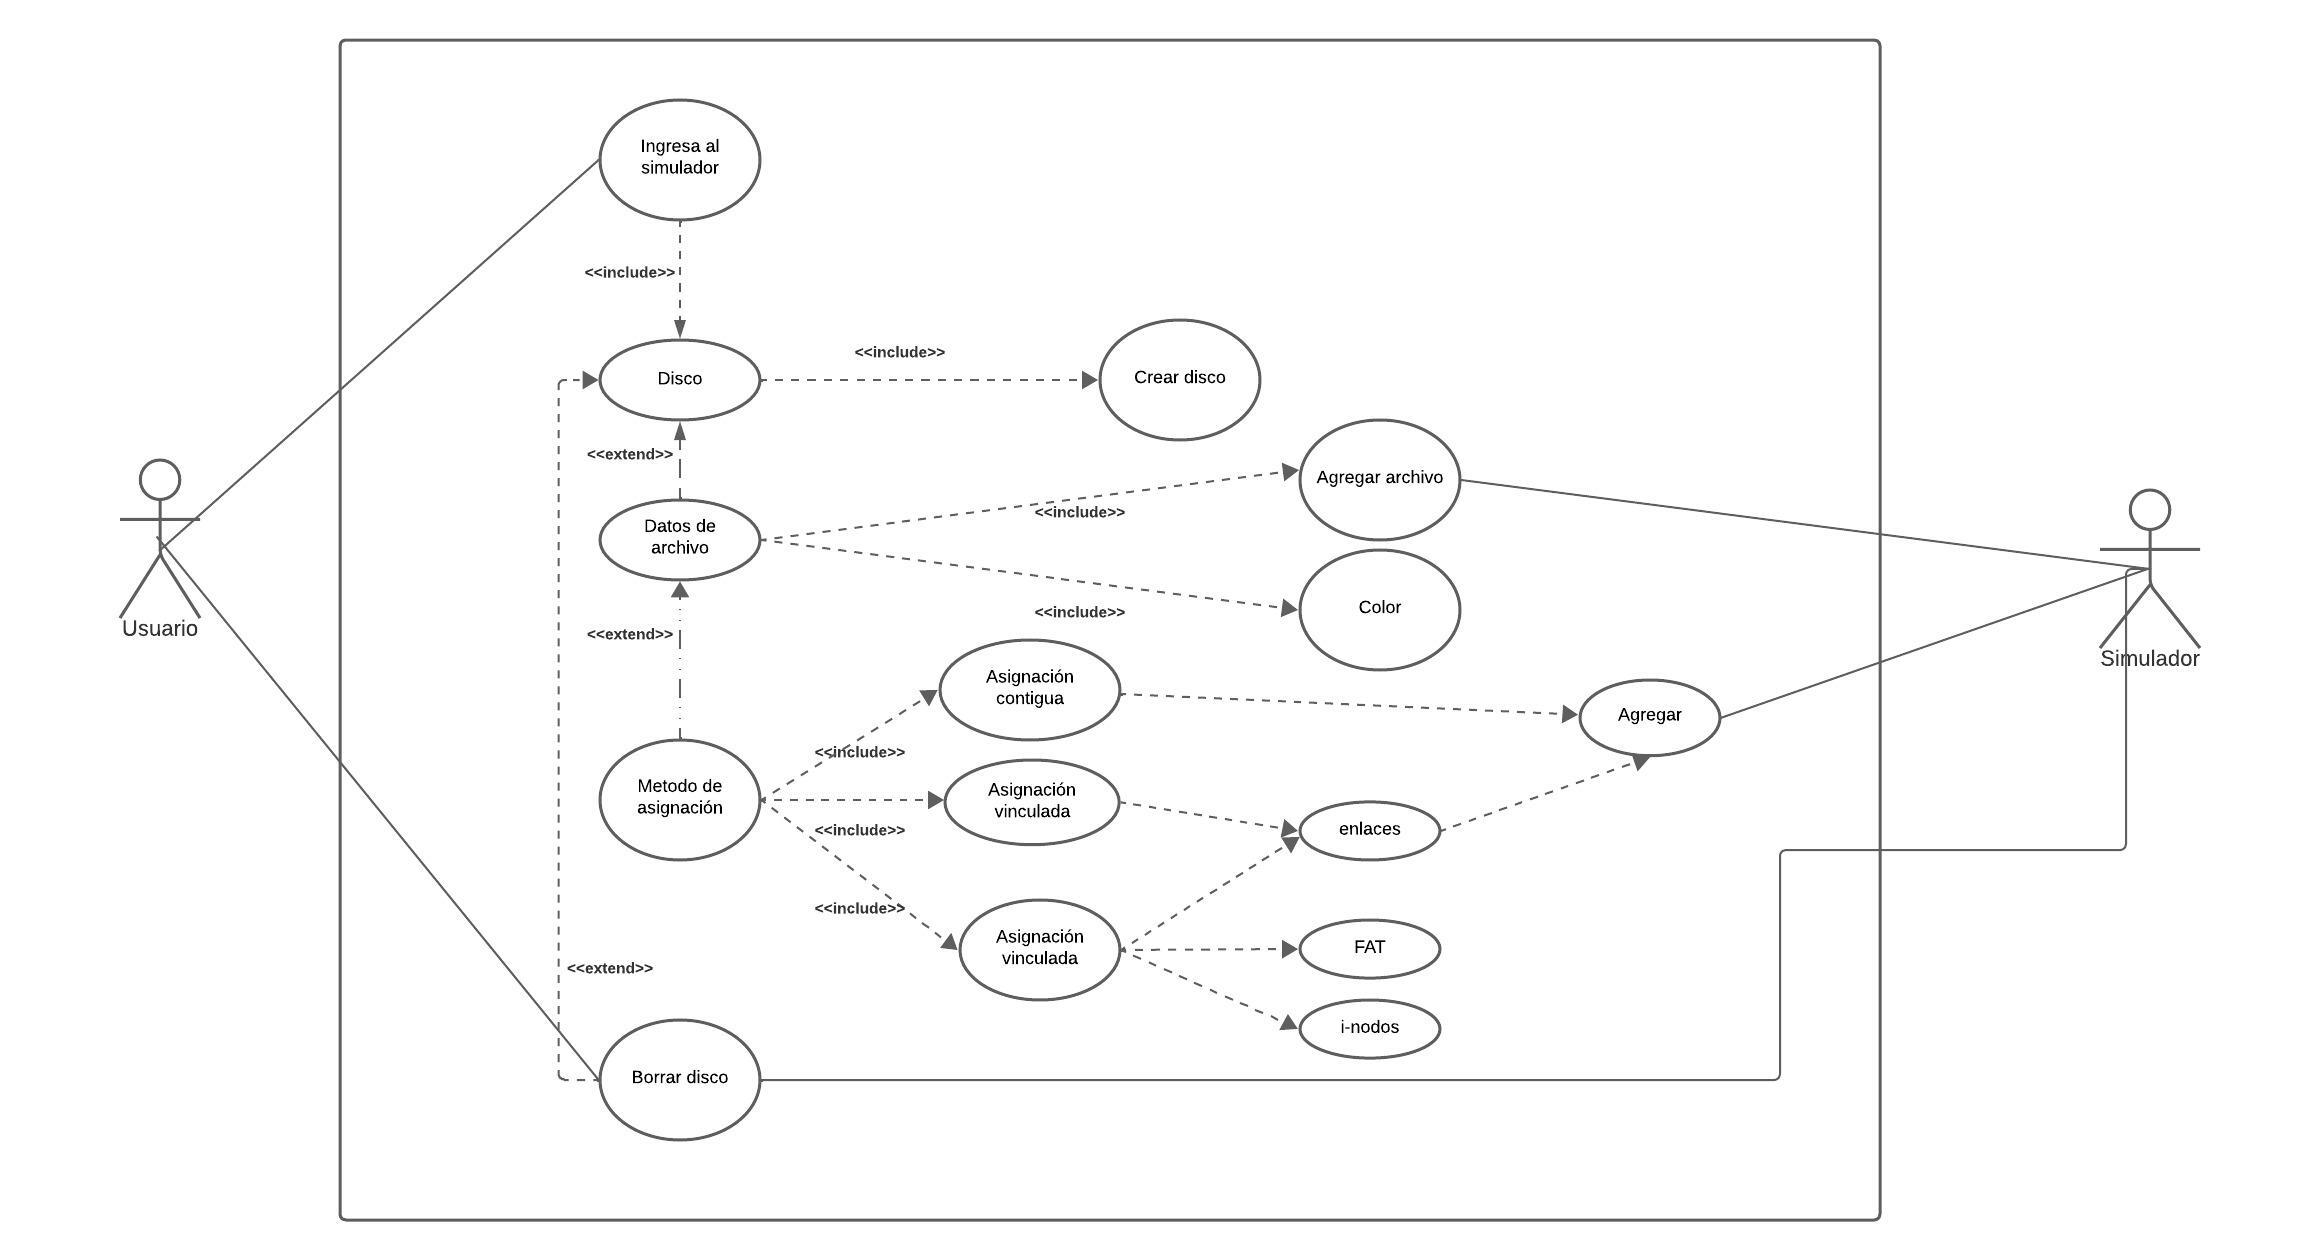 Ingresa al
simulador
<<include>>
Disco
<<include>>
Crear disco
<<extend>>
Agregar archivo
<<include>>
Datos de
archivo
Color
<<include>>
<<extend>>
Usuario
Simulador
Asignación
contigua
Agregar
<<include>>
Metodo de
asignación
Asignación
vinculada
<<include>>
enlaces
<<include>>
Asignación
vinculada
FAT
<<extend>>
i-nodos
Borrar disco